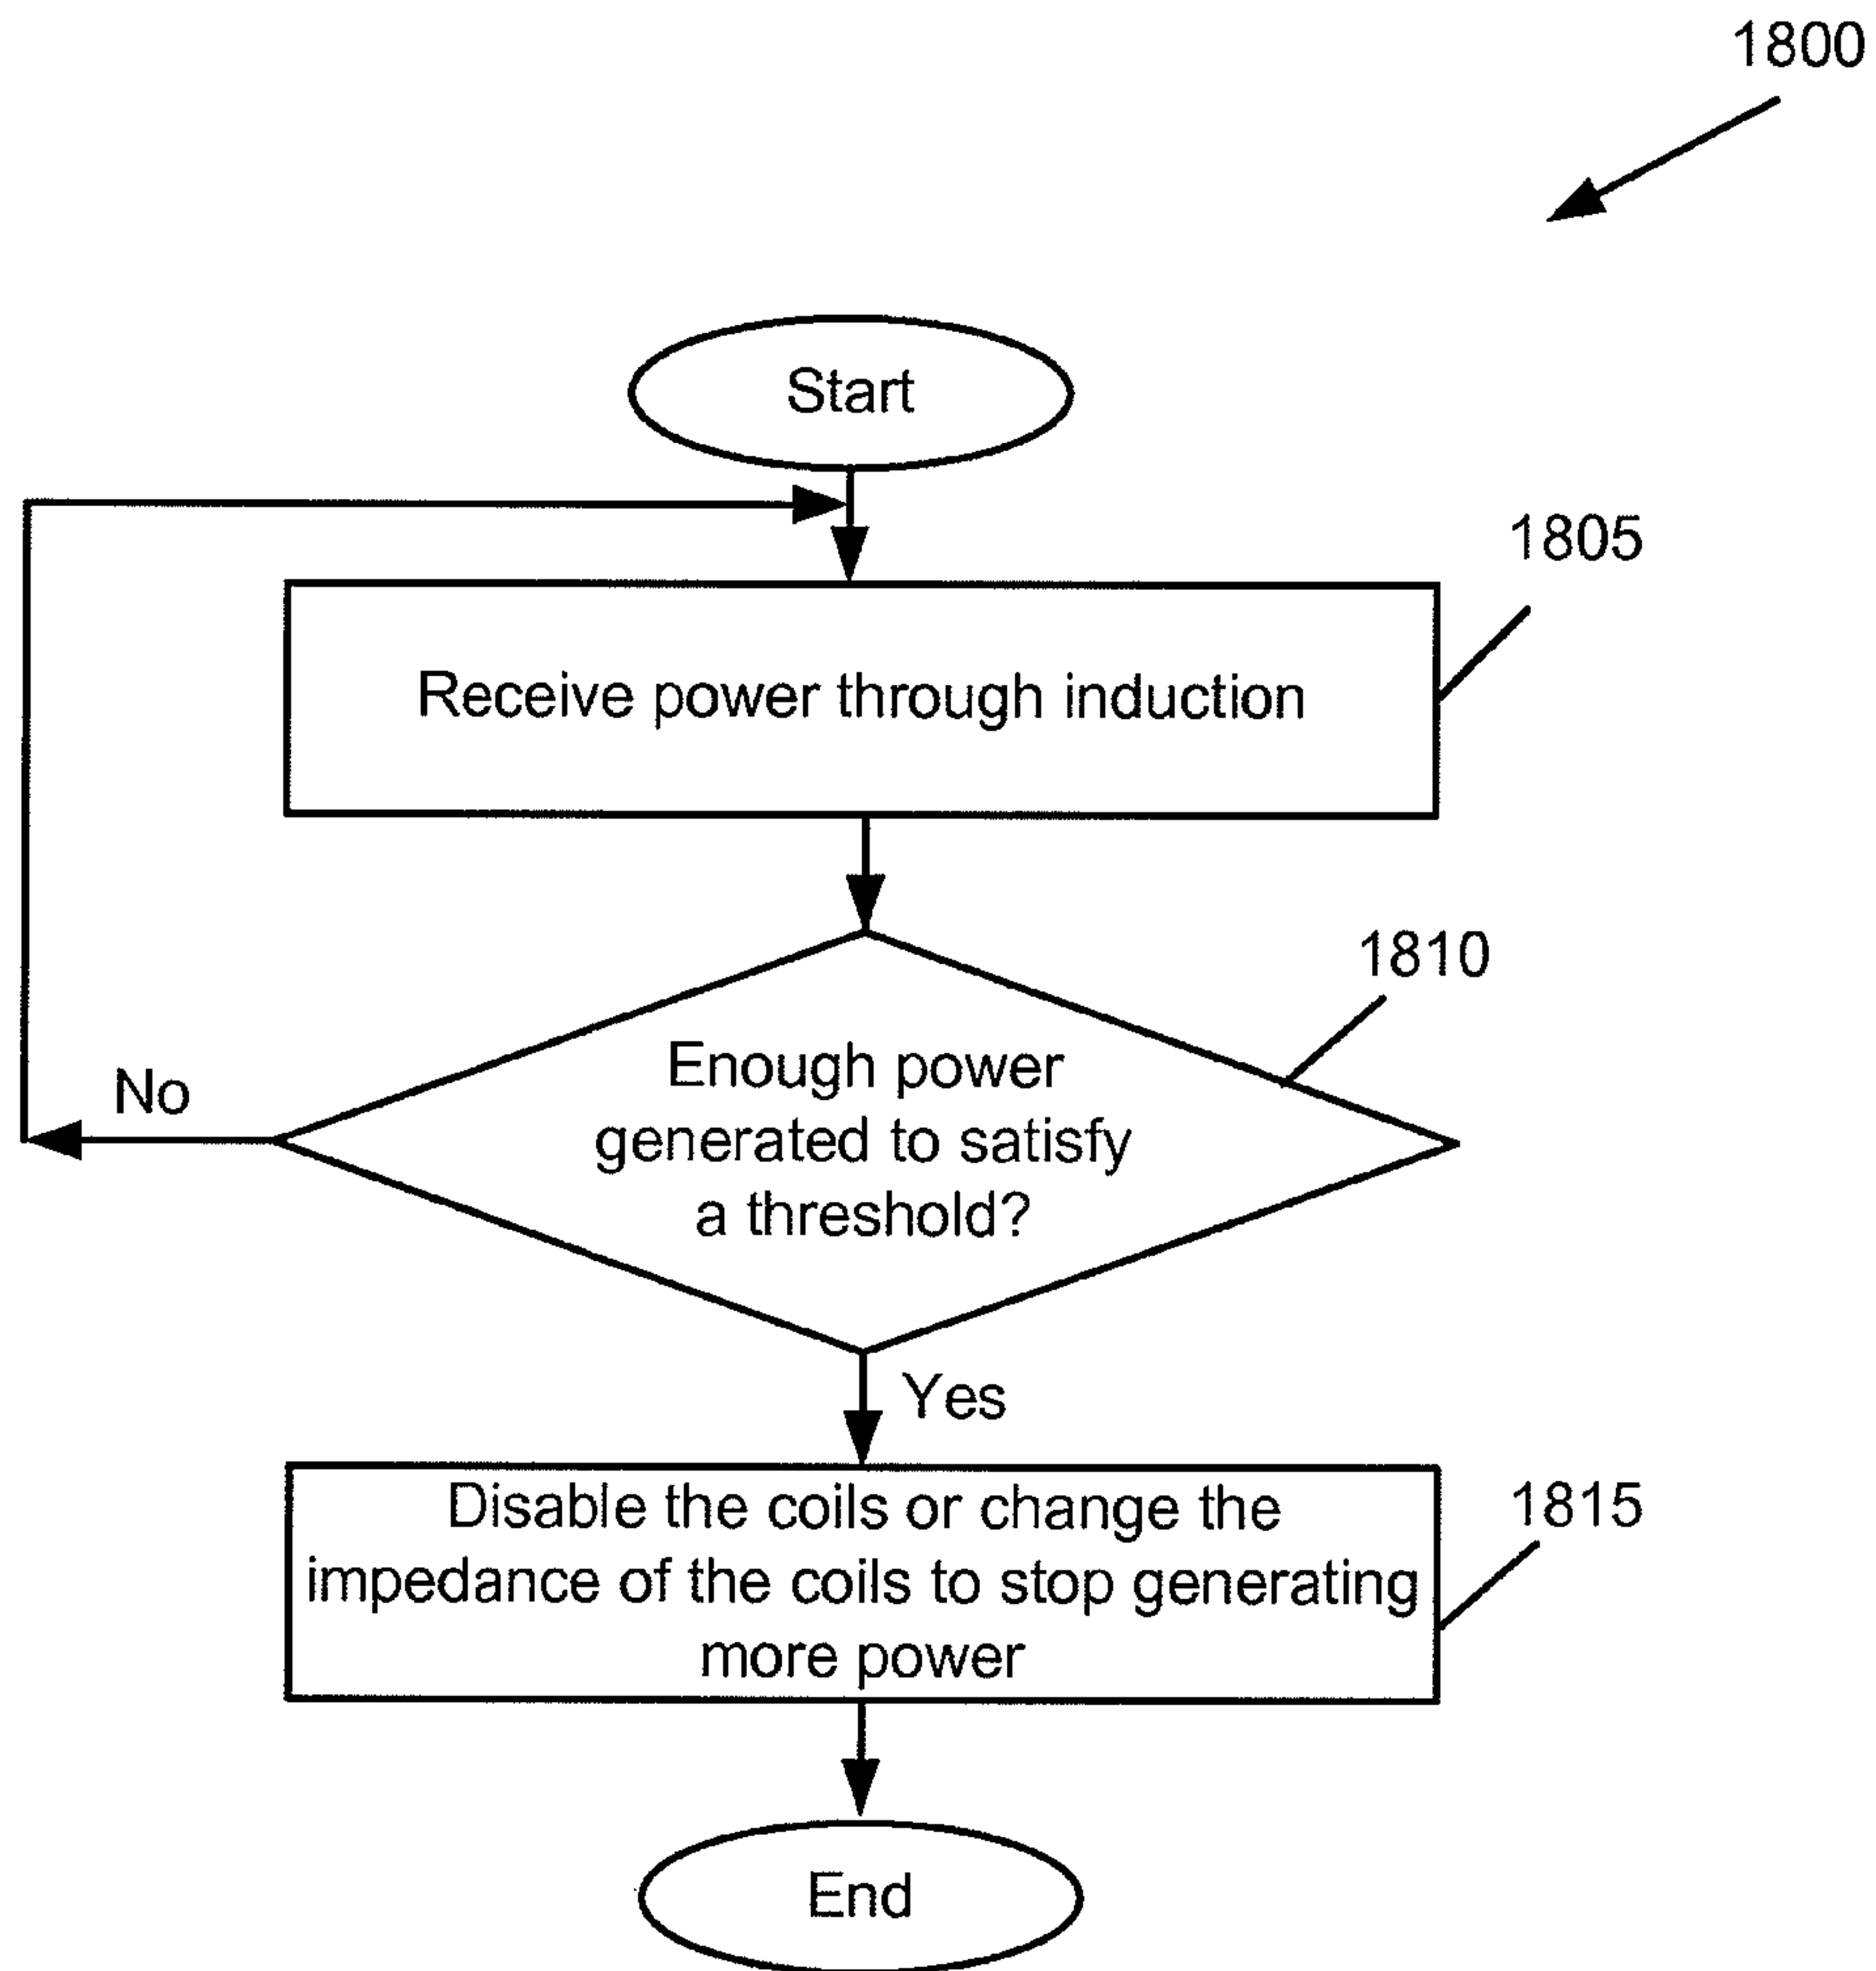 1800
Start
1805
Receive power through induction
1810
Enough power
generated to satisfy
a threshold?
No
Yes
1815
Disable the coils or change the
impedance of the coils to stop generating
more power
End